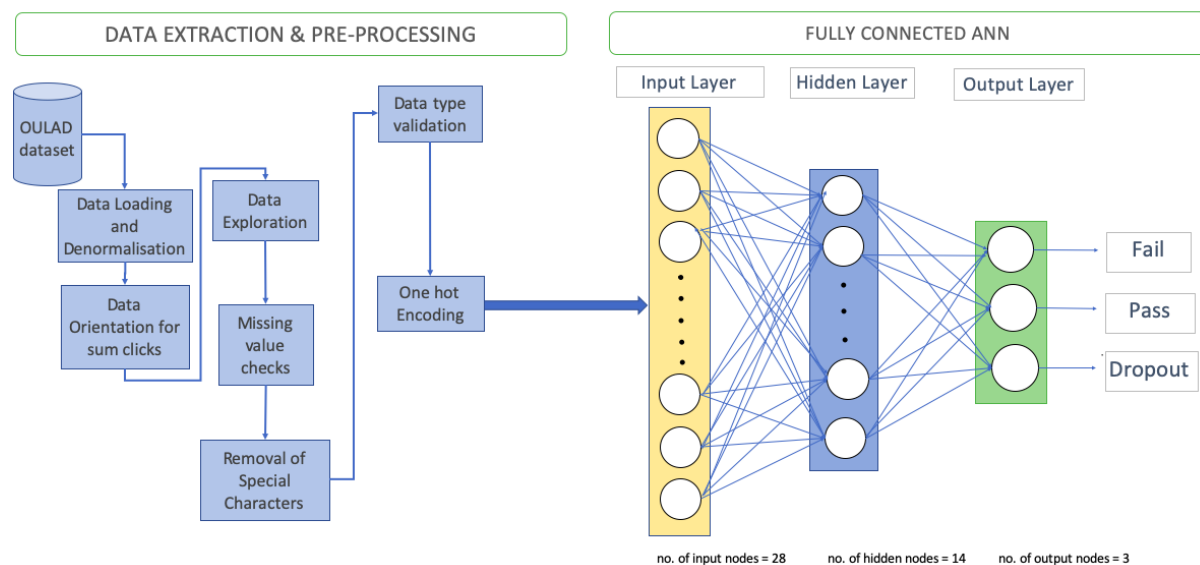 DATA EXTRACTION & PRE-PROCESSING
OULAD
dataset
Data Loading
and
Denormalisation
Data
Orientation for
sum clicks
Data
Exploration
Missing
value
checks
Removal of
Special
Characters
Data type
validation
One hot
Encoding
FULLY CONNECTED ANN
Input Layer
Hidden Layer
Output Layer
Fail
Pass
Dropout
no. of input nodes = 28
no. of hidden nodes = 14
no. of output nodes = 3